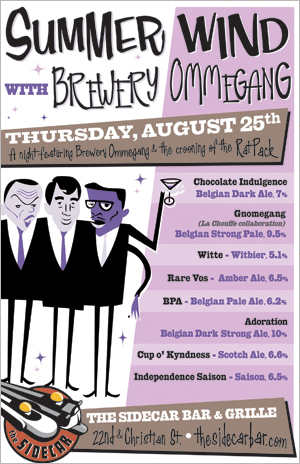 SUMMER WIND
WITH BREWERY OMMEGANG
THURSDAY, AUGUST 25th
A night featuring Brewery Ommegang & the crooning of the Rat Pack
Chocolate Indulgence
Belgian Dark Ale, 7%
Gnomegang
(La Chouffe collaboration)
Belgian Strong Pale, 9.5%
Witte - Witbier, 5.1%
Rare Vos - Amber Ale, 6.5%
BPA - Belgian Pale Ale, 6.2%
Adoration
Belgian Dark Strong Ale, 10%
Cup o' Kyndness - Scotch Ale, 6.6%
Independence Saison - Saison, 6.5%
THE SIDECAR BAR & GRILLE
22nd & Christian St. • thesidecarbar.com
the SIDECAR